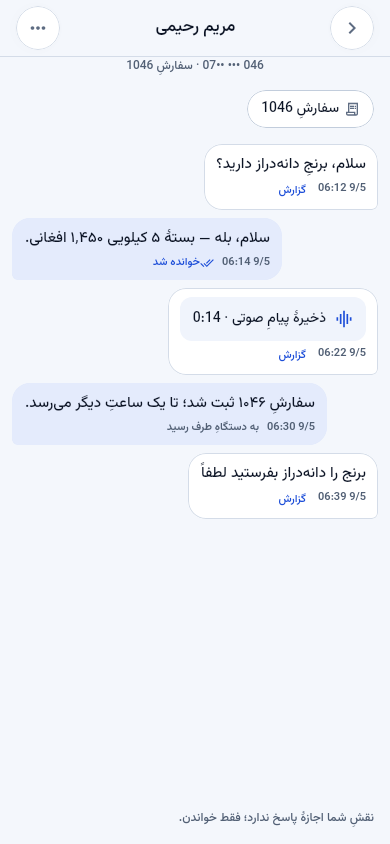 مریم رحیمی
046 ••• ••07 · سفارشِ 1046
سفارشِ 1046
سلام، برنجِ دانه‌دراز دارید؟
9/5 06:12 گزارش
سلام، بله — بستهٔ ۵ کیلویی ۱,۴۵۰ افغانی.
9/5 06:14 خوانده شد
ذخیرهٔ پیامِ صوتی · 0:14
9/5 06:22 گزارش
سفارشِ ۱۰۴۶ ثبت شد؛ تا یک ساعتِ دیگر می‌رسد.
9/5 06:30 به دستگاهِ طرف رسید
برنج را دانه‌دراز بفرستید لطفاً
9/5 06:39 گزارش
نقشِ شما اجازهٔ پاسخ ندارد؛ فقط خواندن.